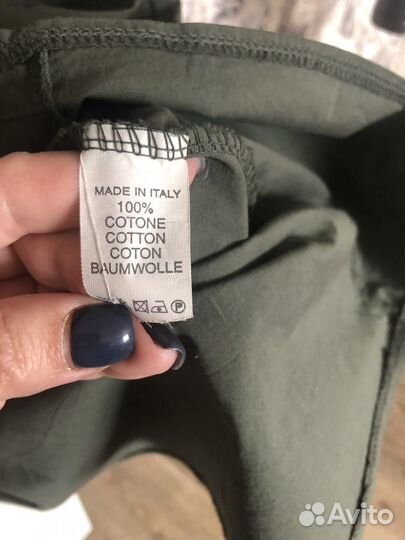 MADE IN ITALY
100%
COTONE
COTTON
COTON
BAUMWOLLE
P
Avito